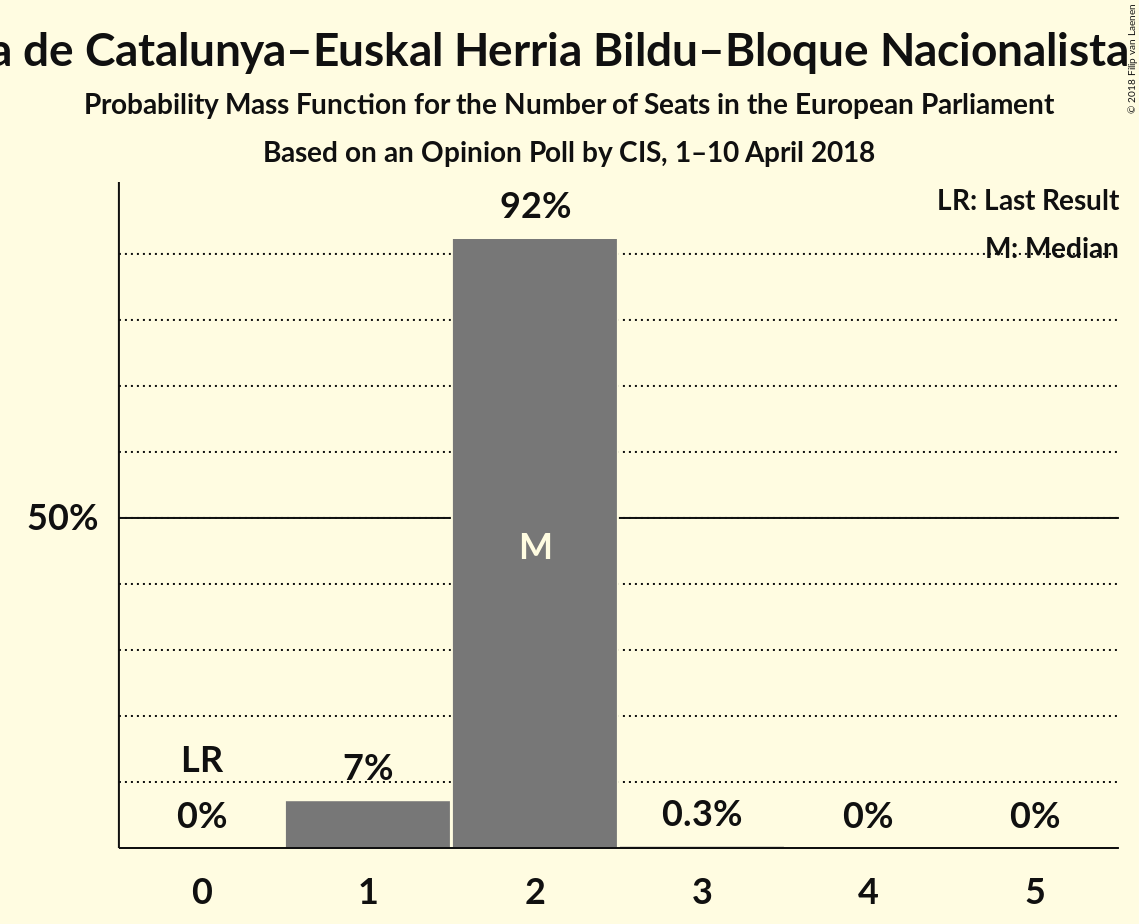 de Catalunya–Euskal Herria Bildu–Bloque Nacionalista
Probability Mass Function for the Number of Seats in the European Parliament
Based on an Opinion Poll by CIS, 1–10 April 2018
© 2018 Filip van Laenen
LR: Last Result
M: Median
92%
50%
M
LR
7%
0%
0.3%
0%
0%
0 1 2 3 4 5